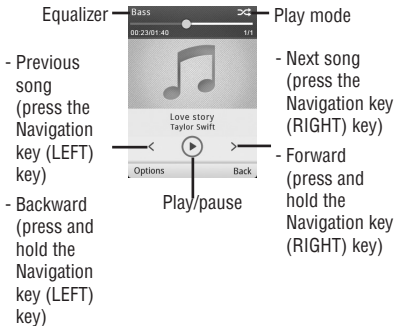 Equalizer
Play mode
Bass
00:23/01:40
1/1
Love story
Taylor Swift
Options
Back
Play/pause
- Previous
song
(press the
Navigation
key (LEFT)
key)
- Backward
(press and
hold the
Navigation
key (LEFT)
key)
- Next song
(press the
Navigation key
(RIGHT) key)
- Forward
(press and
hold the
Navigation key
(RIGHT) key)